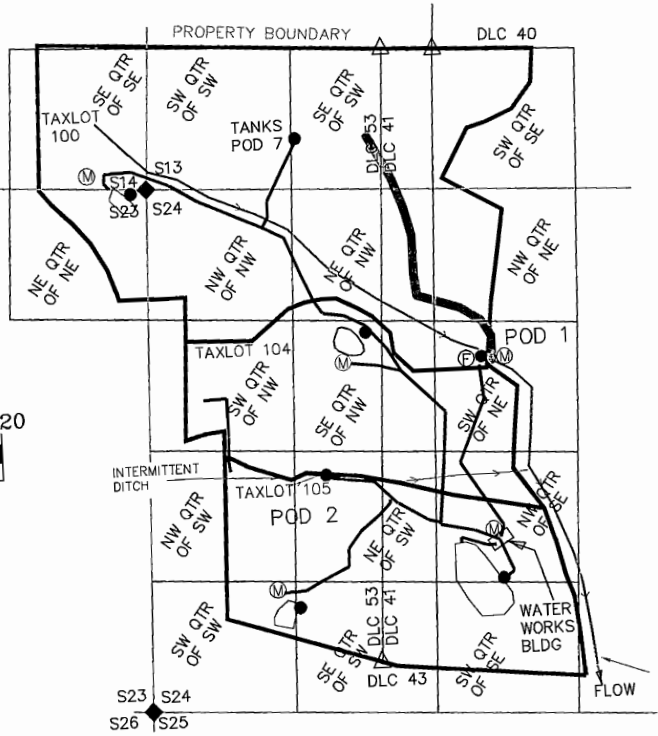 PROPERTY BOUNDARY
DLC 40
SE QTR
OF SE
SW QTR
OF SW
SE QTR
OF SW
SW QTR
OF SE
TAXLOT
100
TANKS
POD 7
DLC 53
DLC 41
M
S14
S13
S23
S24
NE QTR
OF NE
NW QTR
OF NW
NE QTR
OF NW
NW QTR
OF NE
POD 1
F
M
TAXLOT 104
M
SW QTR
OF NW
SE QTR
OF NW
SW QTR
OF NE
20
INTERMITTENT
DITCH
TAXLOT 105
POD 2
NW QTR
OF SW
NE QTR
OF SW
NW QTR
OF SE
M
M
WATER
WORKS
BLDG
DLC 53
DLC 41
SW QTR
OF SW
SE QTR
OF SW
SW QTR
OF SE
DLC 43
FLOW
S23
S24
S26
S25